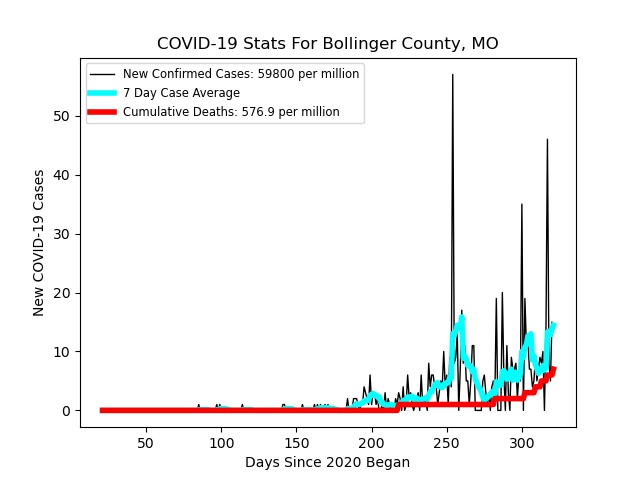 COVID-19 Stats For Bollinger County, MO
New Confirmed Cases: 59800 per million
7 Day Case Average
Cumulative Deaths: 576.9 per million
New COVID-19 Cases
50
40
30
20
10
0
50 100 150 200 250 300
Days Since 2020 Began